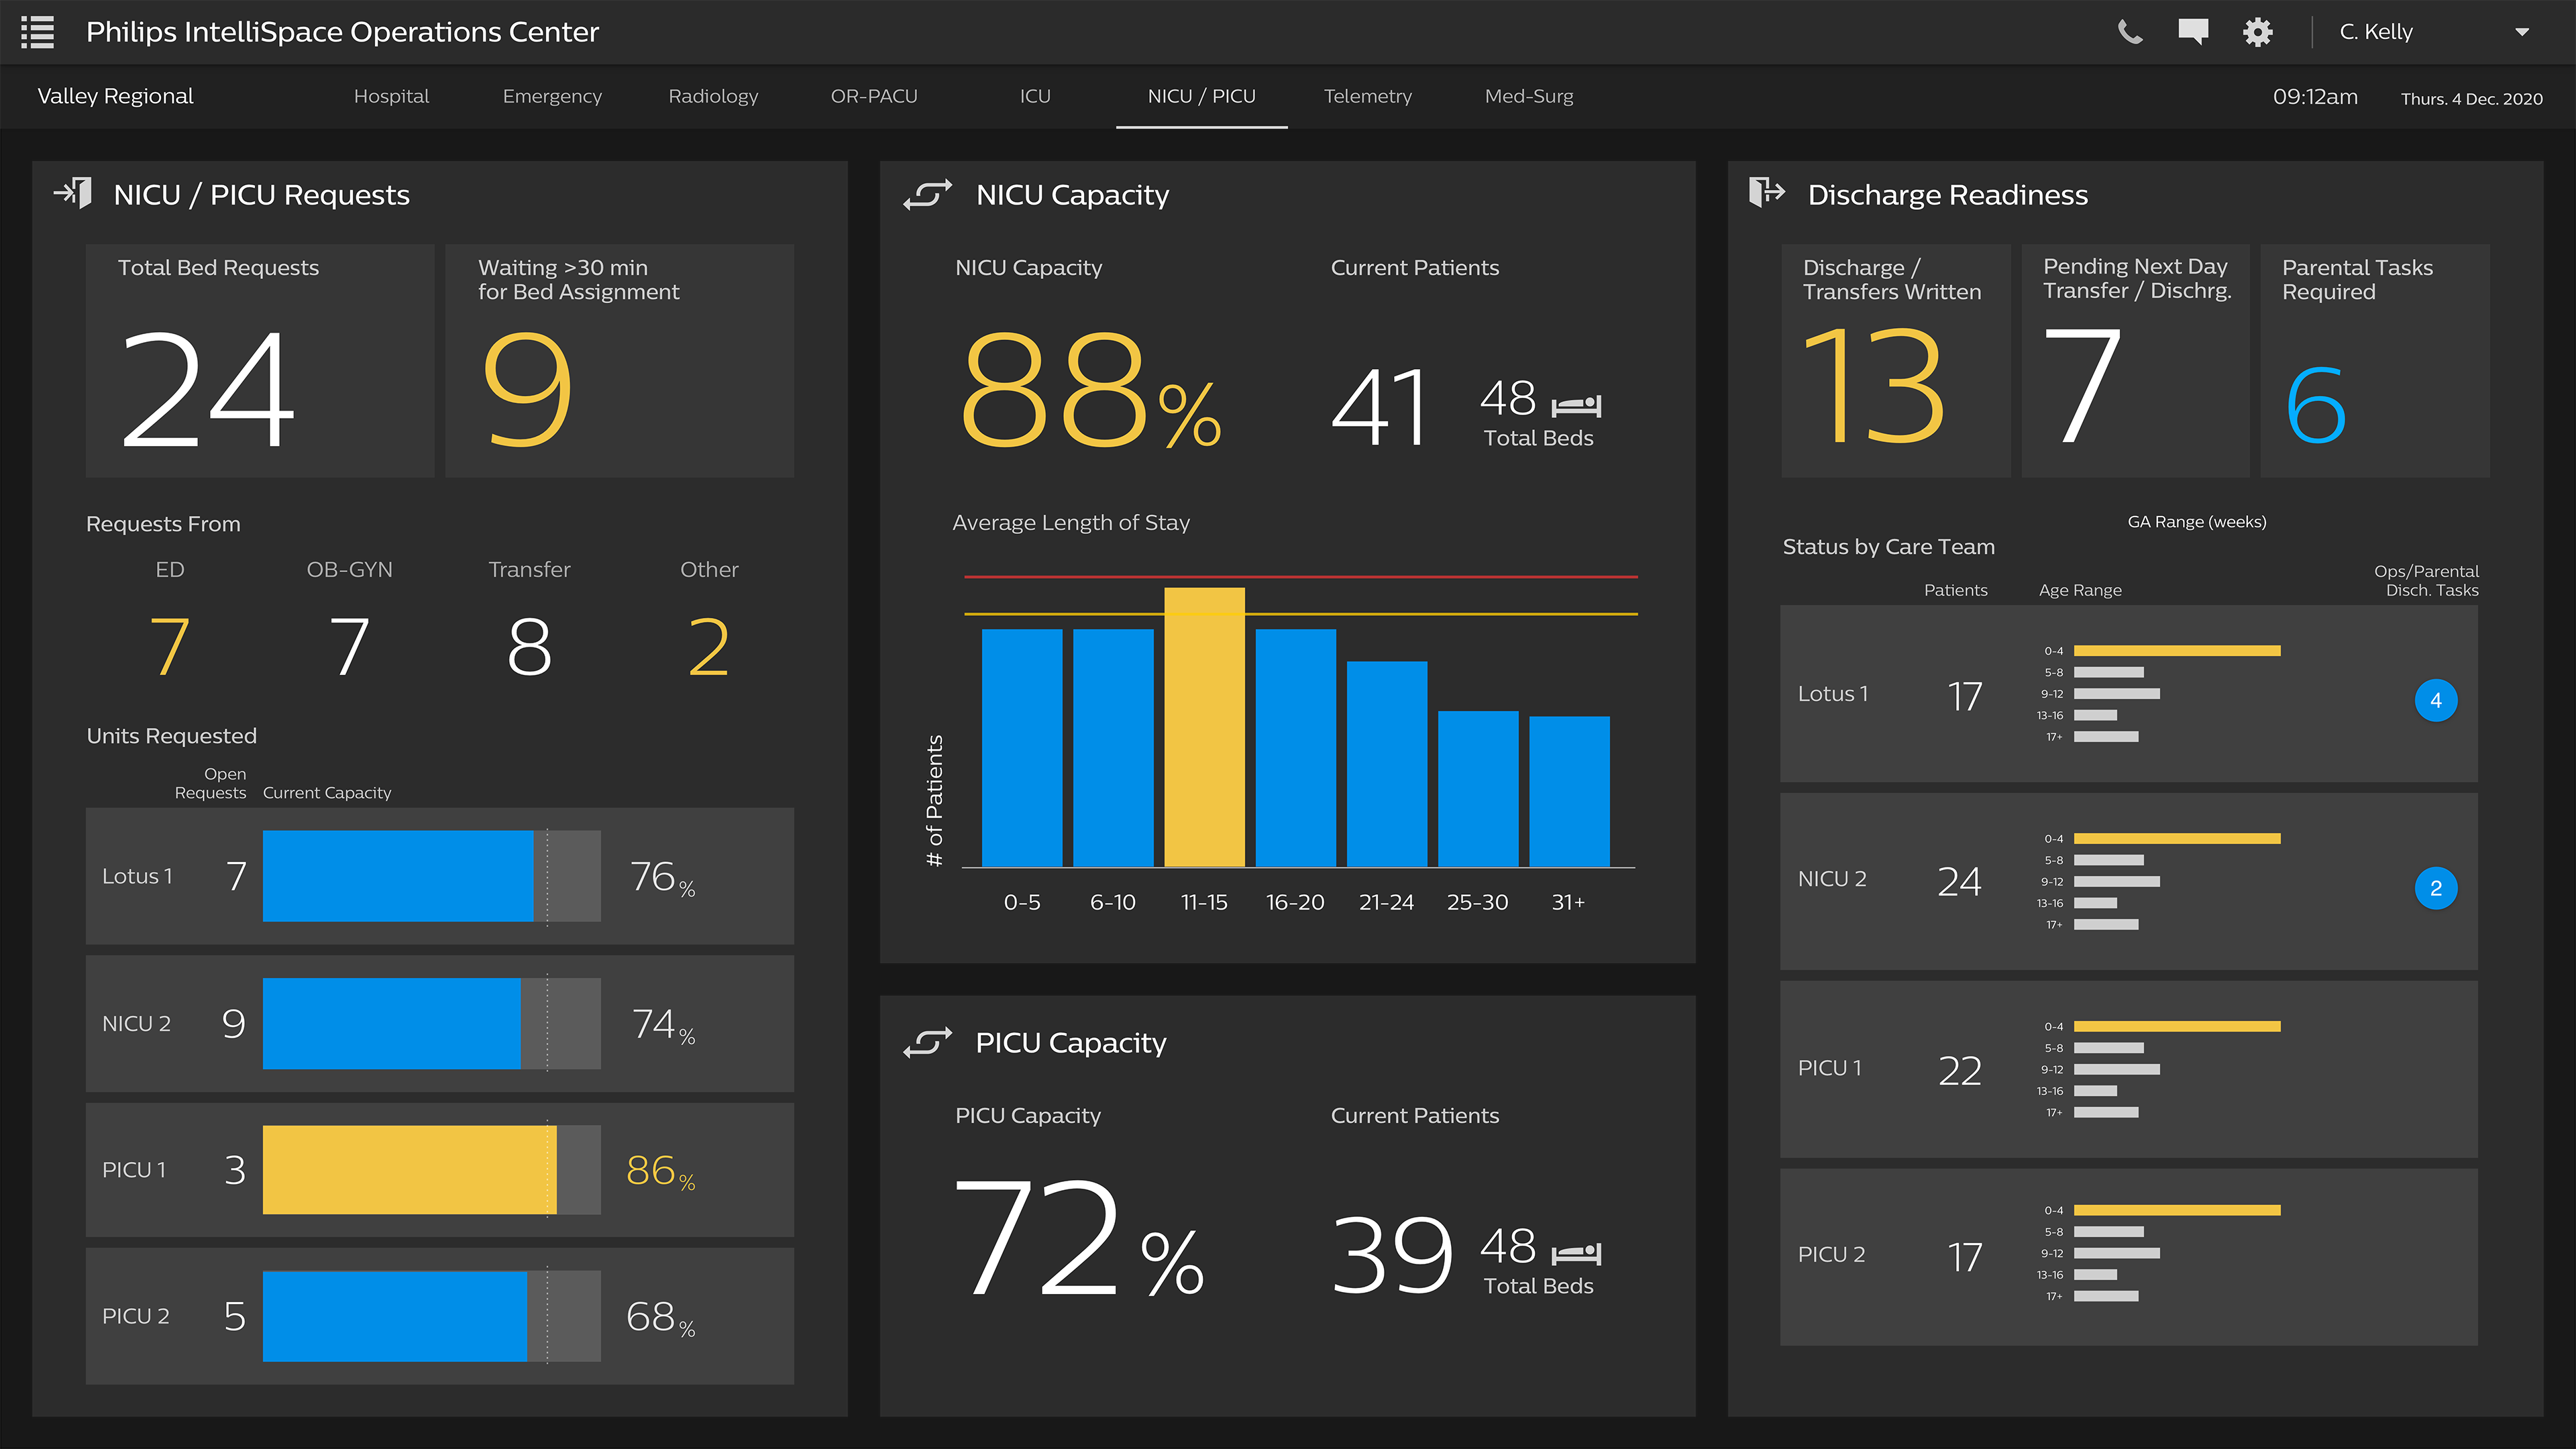 Philips IntelliSpace Operations Center
C. Kelly
Valley Regional
Hospital
Emergency
Radiology
OR-PACU
ICU
NICU / PICU
Telemetry
Med-Surg
09:12am
Thurs. 4 Dec. 2020
NICU / PICU Requests
Total Bed Requests
24
Waiting >30 min
for Bed Assignment
9
Requests From
ED
OB-GYN
Transfer
Other
7
7
8
2
Units Requested
Open
Requests
Current Capacity
Lotus 1
7
76%
NICU 2
9
74%
PICU 1
3
86%
PICU 2
5
68%
NICU Capacity
NICU Capacity
88%
Current Patients
41
48
Total Beds
Average Length of Stay
# of Patients
0-5
6-10
11-15
16-20
21-24
25-30
31+
PICU Capacity
PICU Capacity
72%
Current Patients
39
48
Total Beds
Discharge Readiness
Discharge /
Transfers Written
13
Pending Next Day
Transfer / Dischrg.
7
Parental Tasks
Required
6
GA Range (weeks)
Status by Care Team
Patients
Age Range
Ops/Parental
Disch. Tasks
Lotus 1
17
0-4
5-8
9-12
13-16
17+
4
NICU 2
24
0-4
5-8
9-12
13-16
17+
2
PICU 1
22
0-4
5-8
9-12
13-16
17+
PICU 2
17
0-4
5-8
9-12
13-16
17+